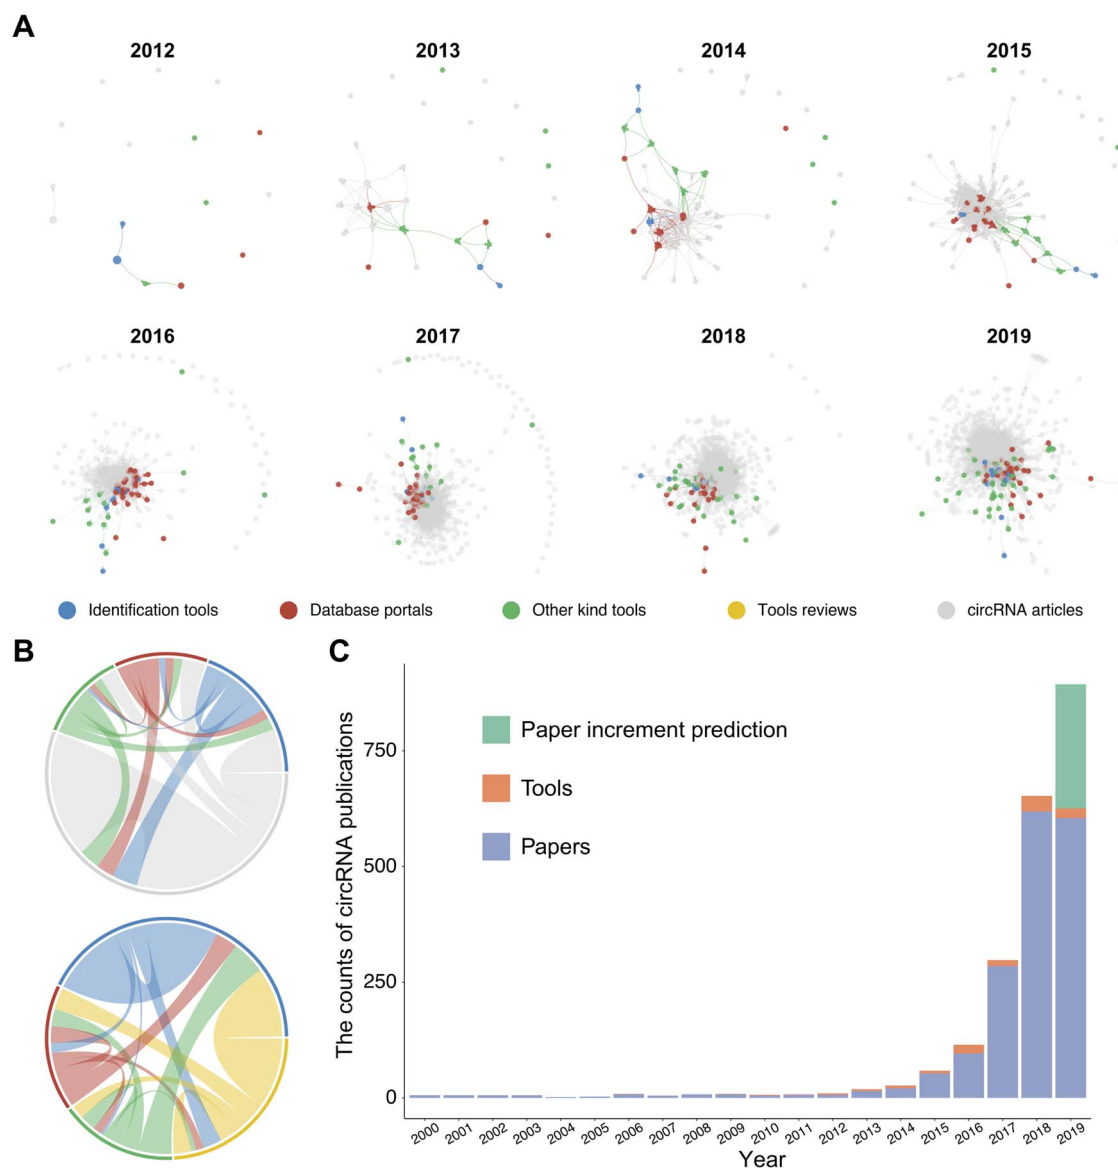 A
2012 2013 2014 2015
2016 2017 2018 2019
Identification tools Database portals Other kind tools Tools reviews circRNA articles
B
C
The counts of circRNA publications
750
500
250
0
Paper increment prediction
Tools
Papers
2000 2001 2002 2003 2004 2005 2006 2007 2008 2009 2010 2011 2012 2013 2014 2015 2016 2017 2018 2019
Year